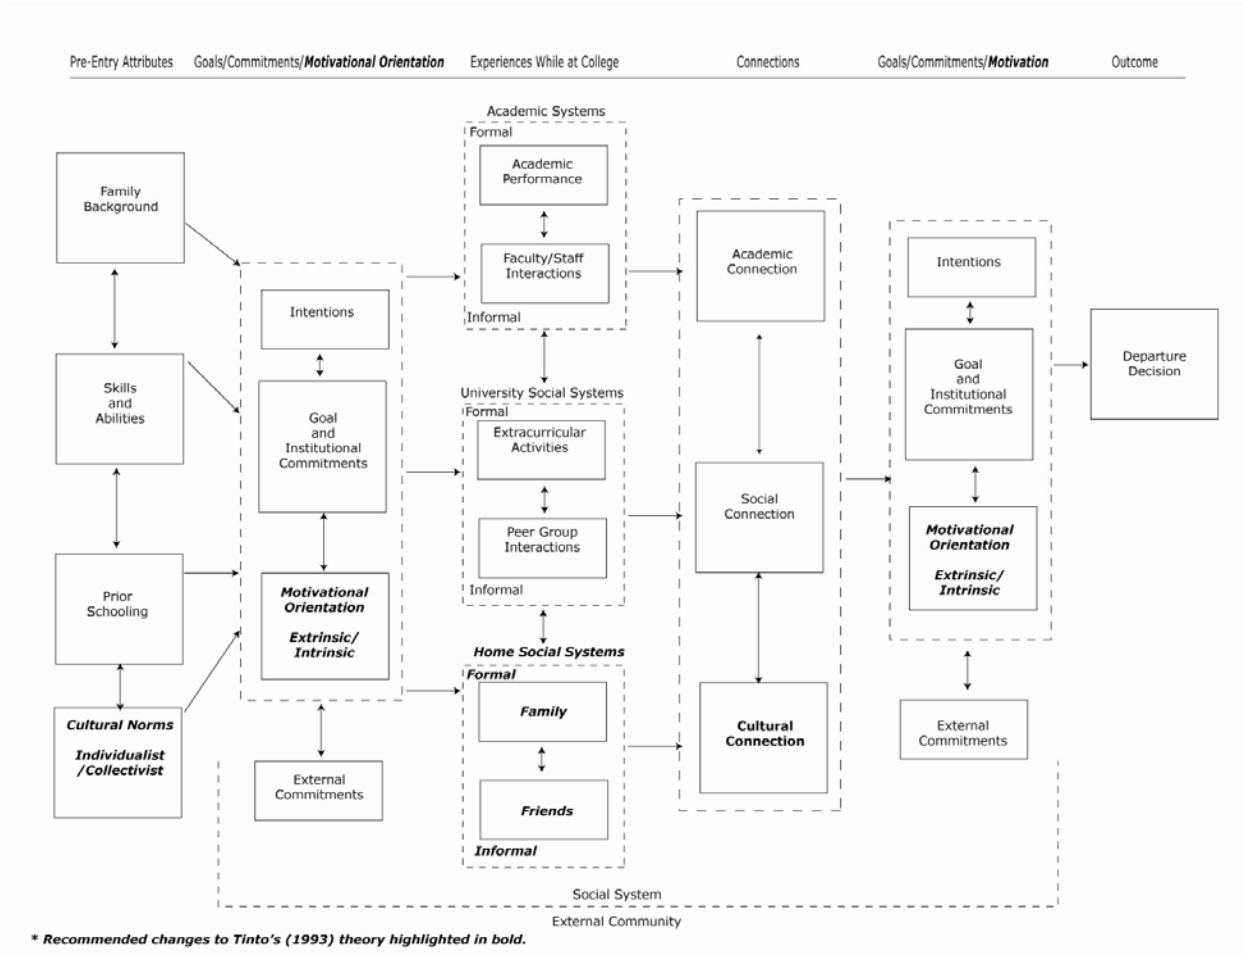 Pre-Entry Attributes
Goals/Commitments/Motivational Orientation
Experiences While at College
Connections
Goals/Commitments/Motivation
Outcome
Family
Background
Skills
and
Abilities
Prior
Schooling
Cultural Norms
Individualist
/Collectivist
Intentions
Goal
and
Institutional
Commitments
Motivational
Orientation
Extrinsic/
Intrinsic
External
Commitments
Academic Systems
Formal
Academic
Performance
Faculty/Staff
Interactions
Informal
University Social Systems
Formal
Extracurricular
Activities
Peer Group
Interactions
Informal
Home Social Systems
Formal
Family
Friends
Informal
Academic
Connection
Social
Connection
Cultural
Connection
Intentions
Goal
and
Institutional
Commitments
Motivational
Orientation
Extrinsic/
Intrinsic
External
Commitments
Departure
Decision
Social System
External Community
* Recommended changes to Tinto's (1993) theory highlighted in bold.